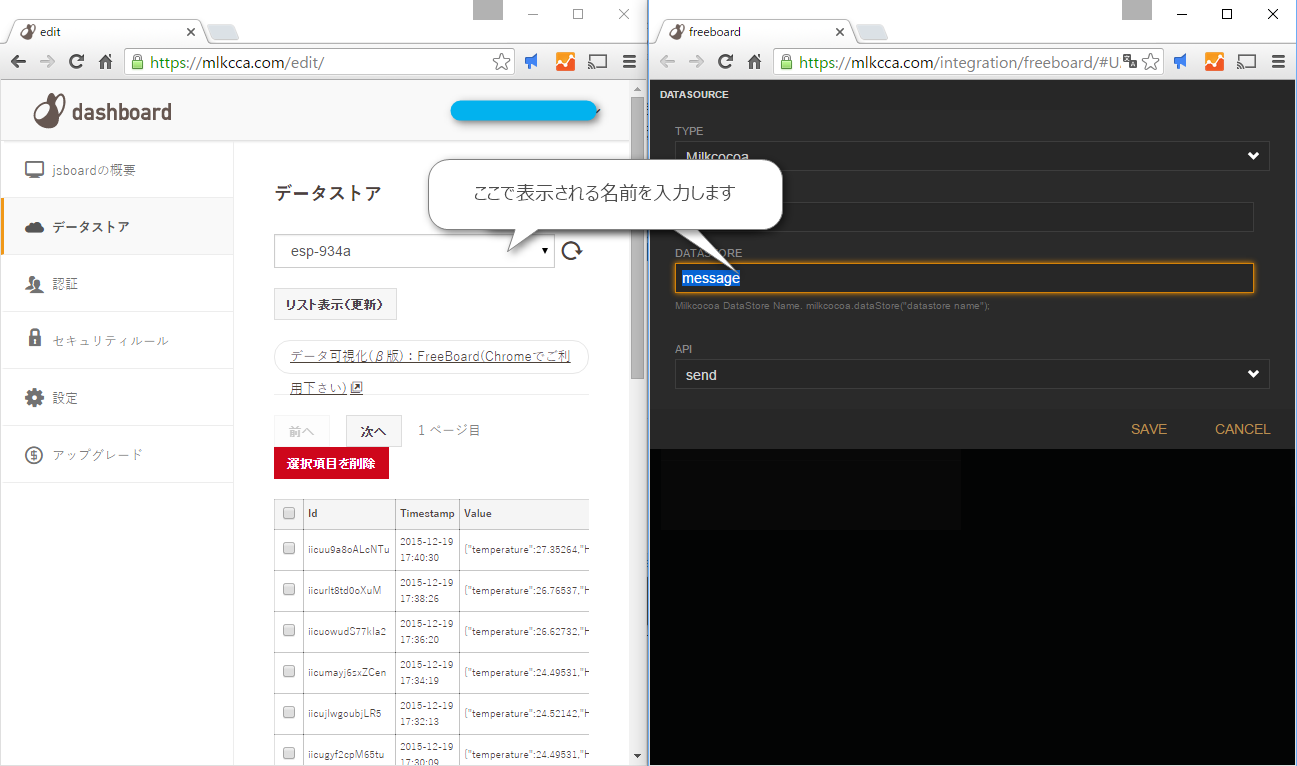 edit
https://mlkcca.com/edit/
dashboard
jsboardの概要
データストア
認証
セキュリティルール
設定
アップグレード
データストア
esp-934a
リスト表示(更新)
データ可視化(β版)：FreeBoard(Chromeでご利
用下さい)
前へ
次へ
1 ページ目
選択項目を削除
Id
Timestamp
Value
iicuu9a8oALcNTu
2015-12-19
17:40:30
{"temperature":27.35264,"H
iicurlt8td0oXuM
2015-12-19
17:38:26
{"temperature":26.76537,"H
iicuowudS77kla2
2015-12-19
17:36:20
{"temperature":26.62732,"H
iicumayj6sxZCen
2015-12-19
17:34:19
{"temperature":24.49531,"H
iicujlwgoubjLR5
2015-12-19
17:32:13
{"temperature":24.52142,"H
iicugyf2cpM65tu
2015-12-19
17:30:09
{"temperature":24.49531,"H
ここで表示される名前を入力します
freeboard
https://mlkcca.com/integration/freeboard/#U
DATASOURCE
TYPE
Milkcocoa
DATASTORE
message
Milkcocoa DataStore Name. milkcocoa.dataStore("datastore name");
API
send
SAVE
CANCEL